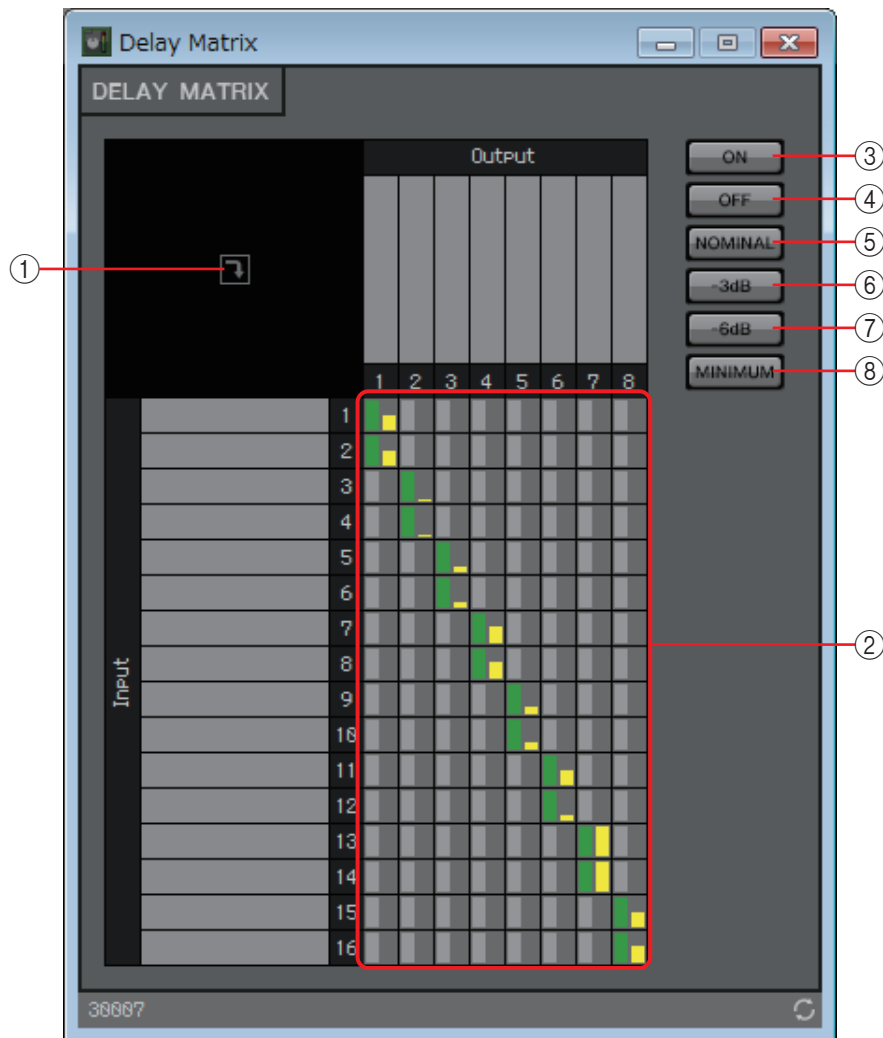 Delay Matrix
DELAY MATRIX
Output
1 2 3 4 5 6 7 8
Input
1
2
3
4
5
6
7
8
9
10
11
12
13
14
15
16
ON
OFF
NOMINAL
-3dB
-6dB
MINIMUM
①
②
③
④
⑤
⑥
⑦
⑧
30007